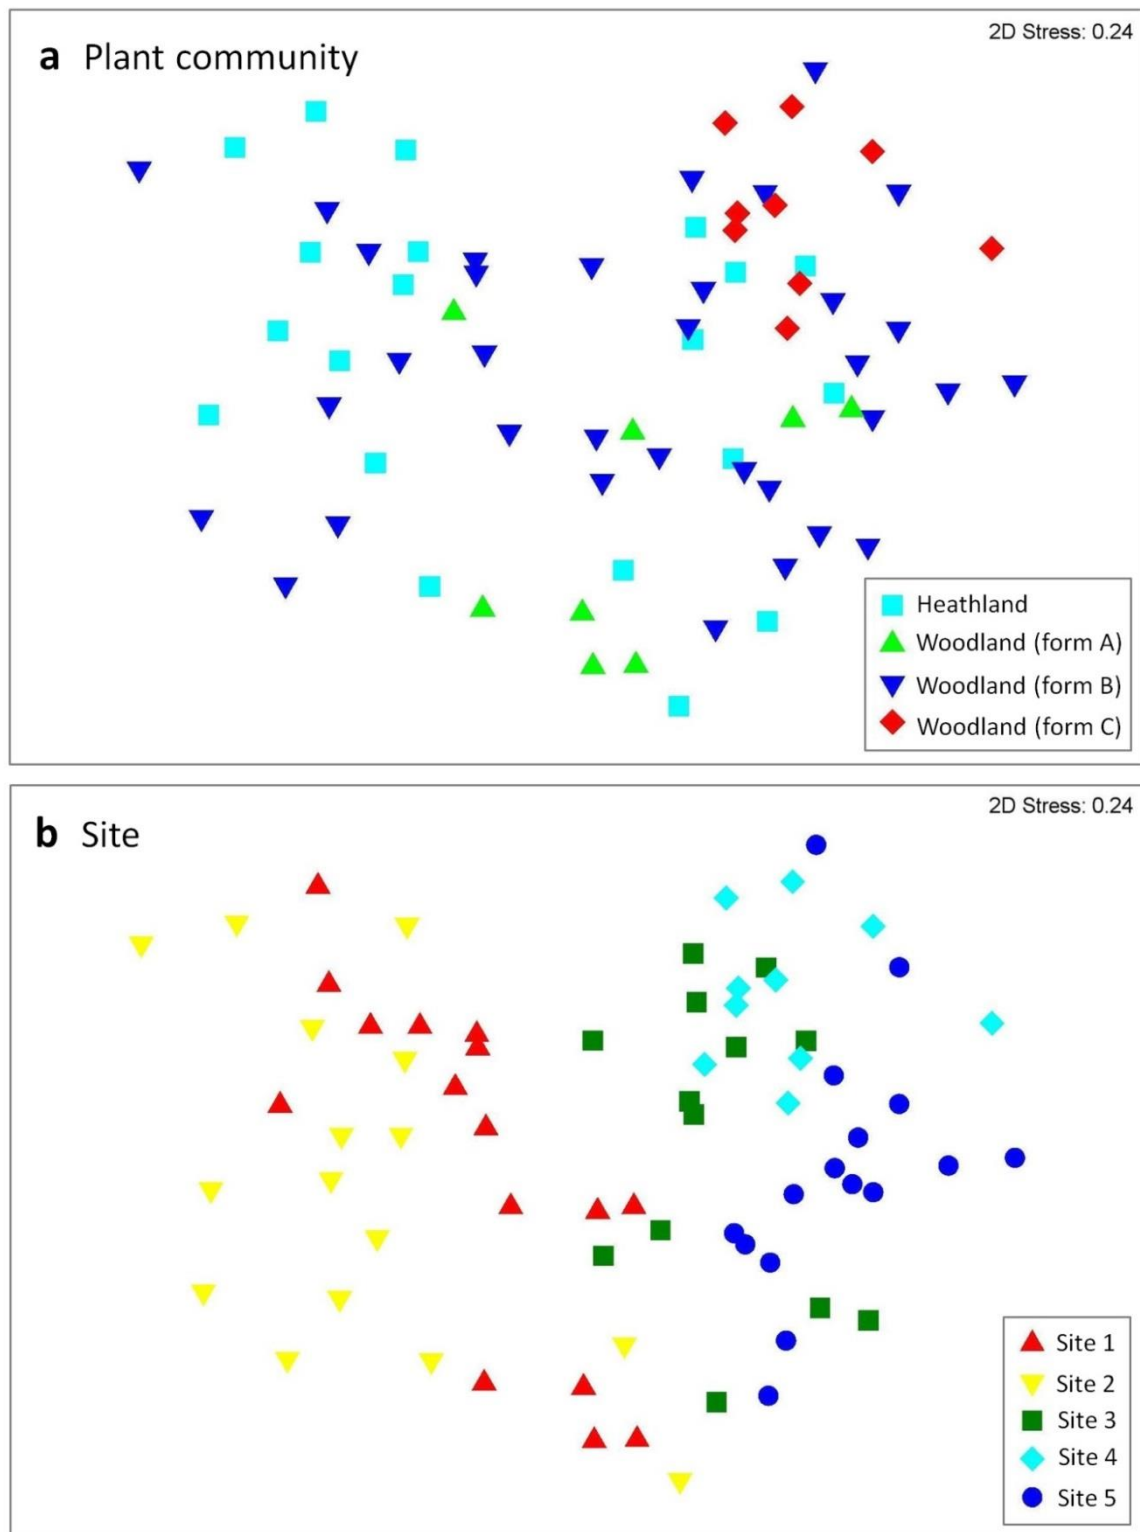 2D Stress: 0.24
a Plant community
Heathland
Woodland (form A)
Woodland (form B)
Woodland (form C)
2D Stress: 0.24
b Site
Site 1
Site 2
Site 3
Site 4
Site 5